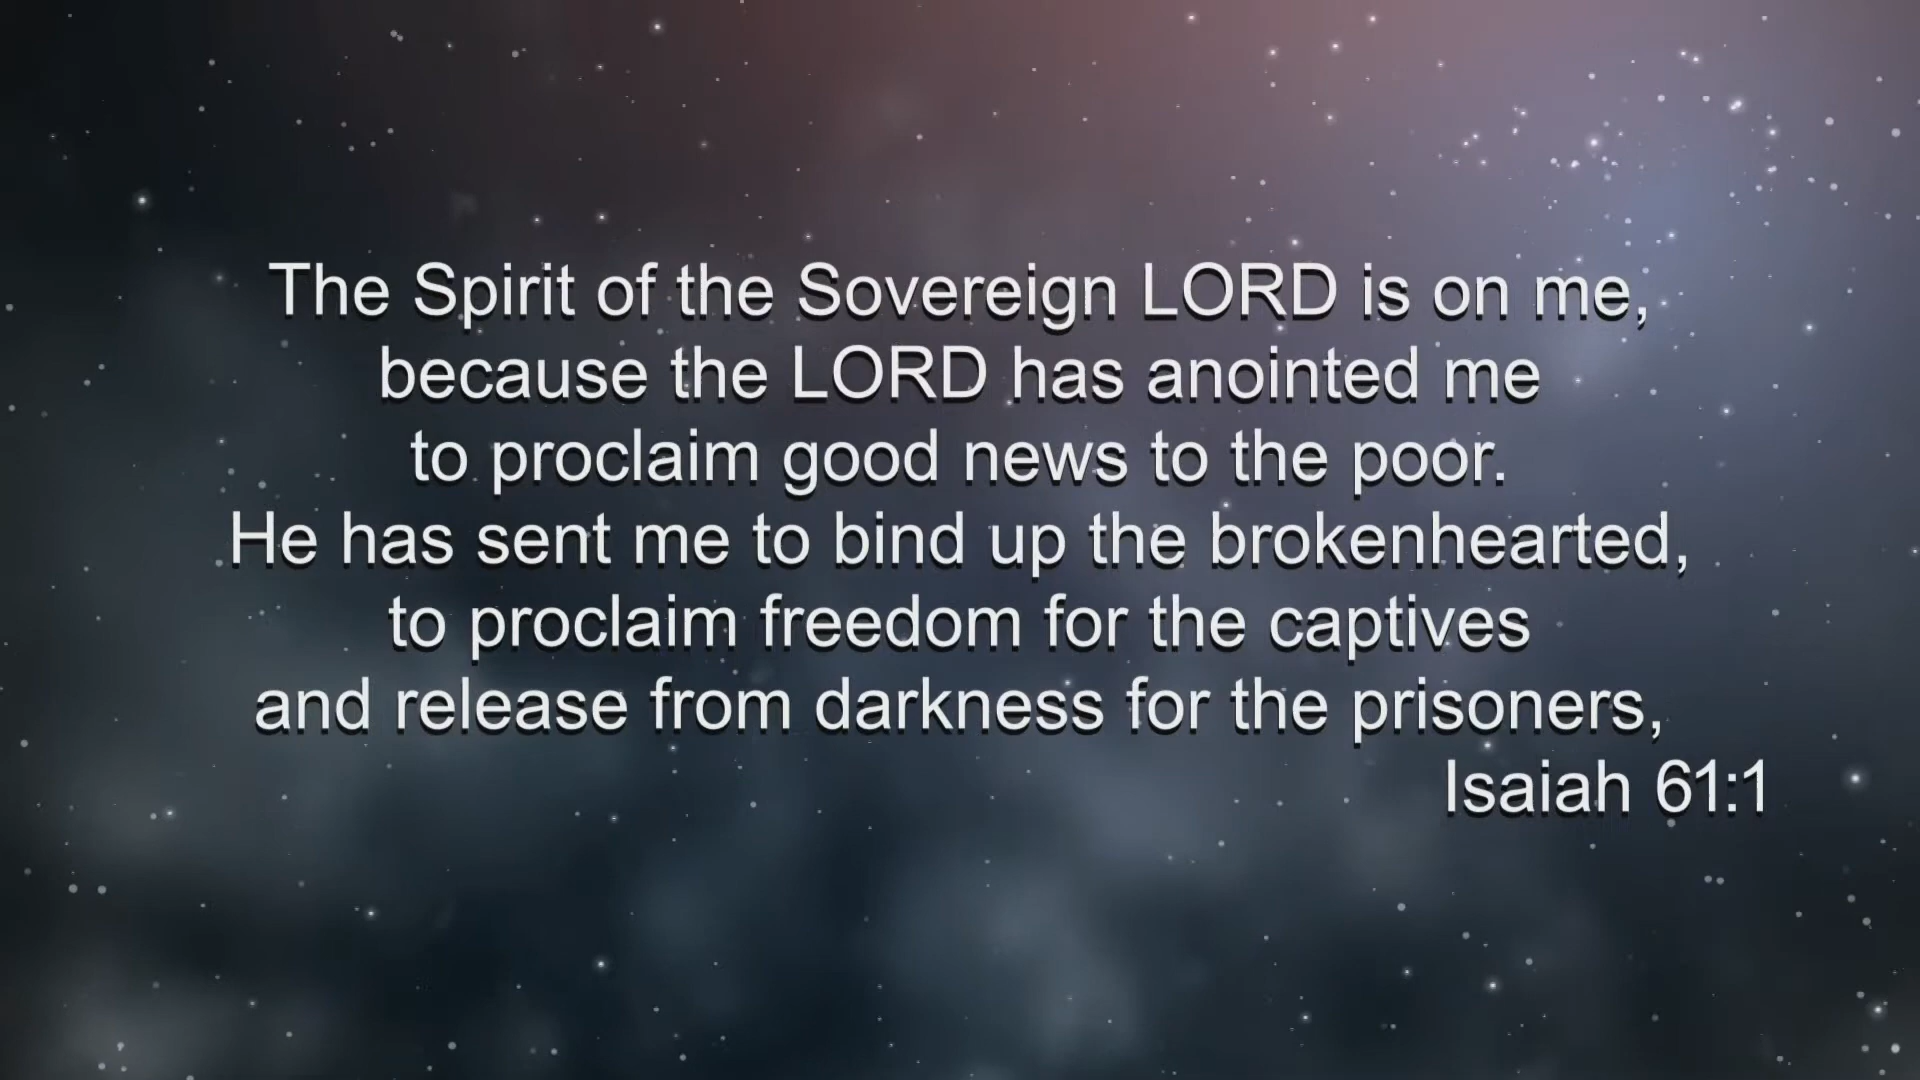 The Spirit of the Sovereign LORD is on me,
because the LORD has anointed me
to proclaim good news to the poor.
He has sent me to bind up the brokenhearted,
to proclaim freedom for the captives
and release from darkness for the prisoners,
Isaiah 61:1